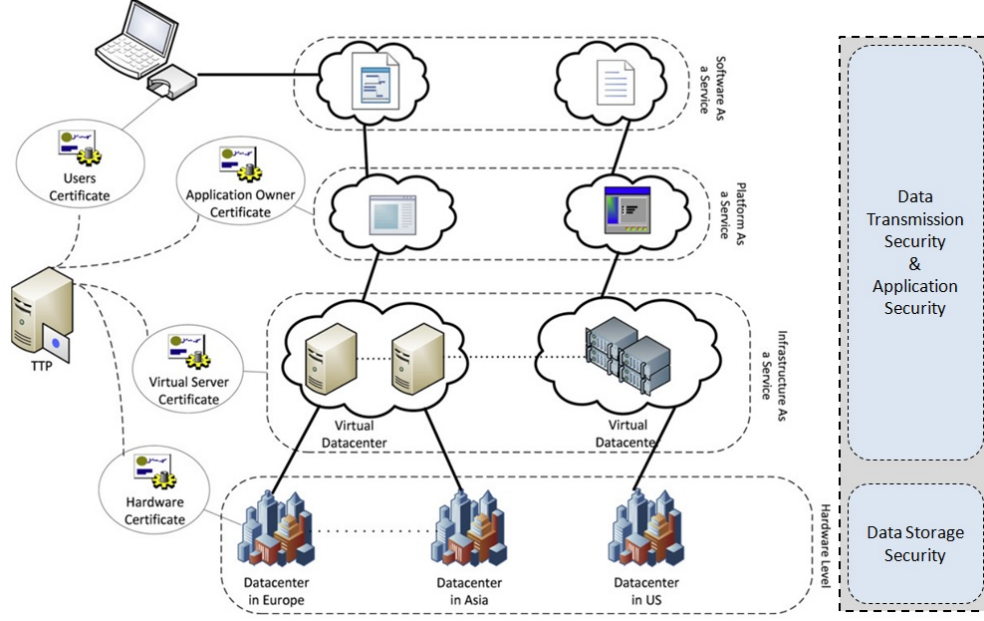 Software As
a Service
Users
Certificate
Application Owner
Certificate
Platform As
a Service
TTP
Virtual Server
Certificate
Infrastructure As
a Service
Virtual
Datacenter
Virtual
Datacenter
Hardware
Certificate
Hardware Level
Datacenter
in Europe
Datacenter
in Asia
Datacenter
in US
Data
Transmission
Security
&
Application
Security
Data Storage
Security